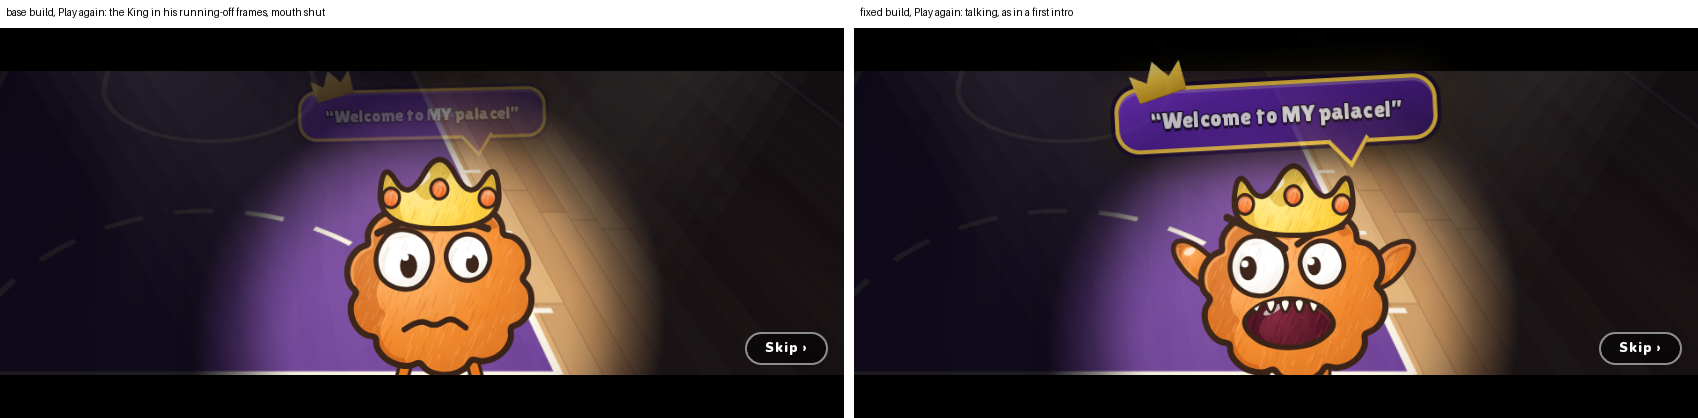 base build, Play again: the King in his running-off frames, mouth shut
fixed build, Play again: talking, as in a first intro
“Welcome to MY palace!”
Skip ›
“Welcome to MY palace!”
Skip ›